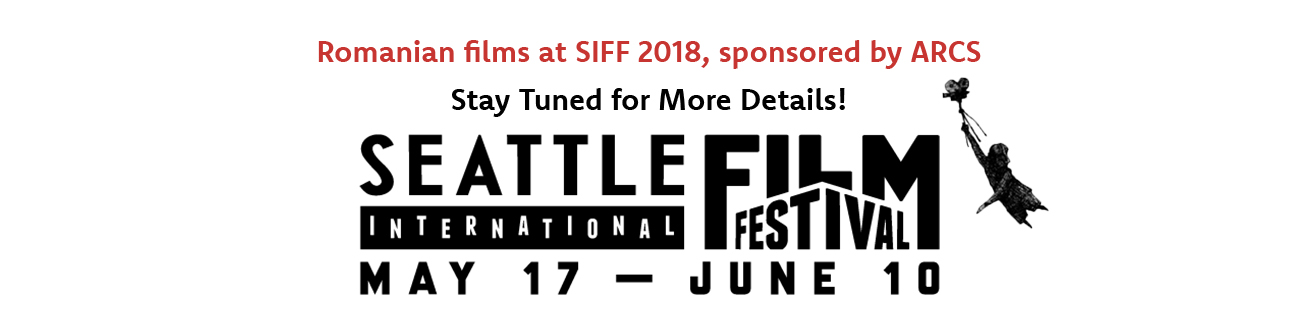 Romanian films at SIFF 2018, sponsored by ARCS
Stay Tuned for More Details!
SEATTLE
INTERNATIONAL
FILM
FESTIVAL
MAY 17 — JUNE 10